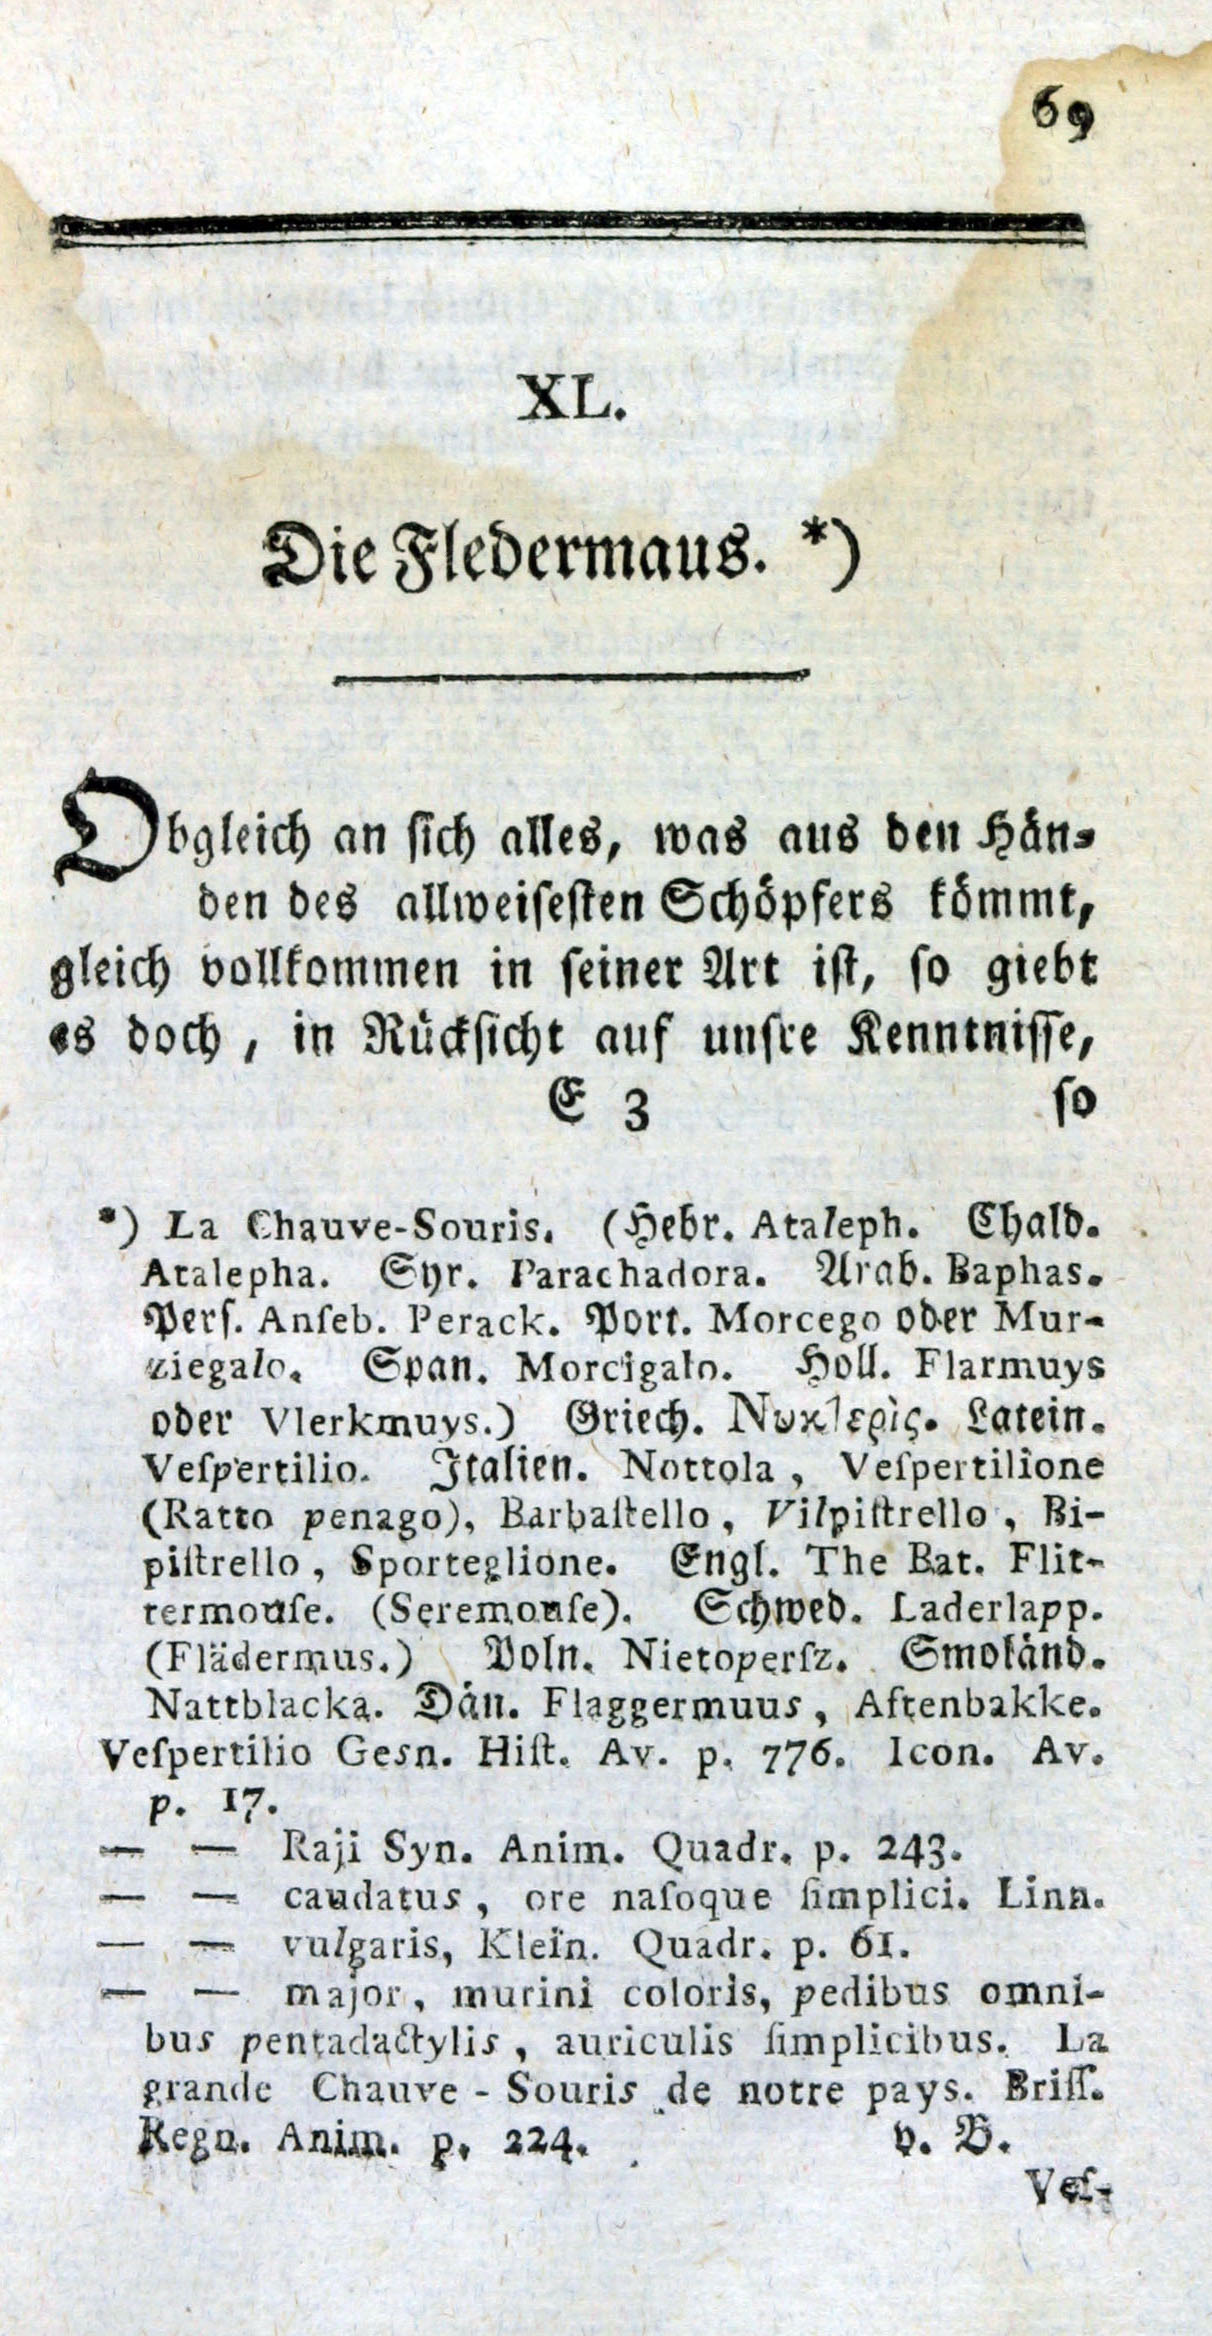 69
XL.
Die Fledermaus. *)
Obgleich an sich alles, was aus den Hän-
den des allweisesten Schöpfers kömmt,
gleich vollkommen in seiner Art ist, so giebt
es doch, in Rücksicht auf unsre Kenntnisse,
E 3 so
*) La Chauve-Souris. (Hebr. Ataleph. Chald.
Atalepha. Syr. Parachadora. Arab. Baphas.
Pers. Anſeb. Perack. Port. Morcego oder Mur-
ziegalo. Span. Morcigalo. Holl. Flarmuys
oder Vlerkmuys.) Griech. Νυκτερὶς. Latein.
Veſpertilio. Italien. Nottola, Veſpertilione
(Ratto penago), Barbaſtello, Vilpiſtrello, Bi-
piſtrello, Sporteglione. Engl. The Bat. Flit-
termouſe. (Seremouſe). Schwed. Laderlapp.
(Flädermus.) Poln. Nietoperſz. Smoländ.
Nattblacka. Dän. Flaggermuus, Aftenbakke.
Veſpertilio Gesn. Hiſt. Av. p. 776. Icon. Av.
p. 17.
— — Raji Syn. Anim. Quadr. p. 243.
— — caudatus, ore naſoque ſimplici. Linn.
— — vulgaris, Klein. Quadr. p. 61.
— — major, murini coloris, pedibus omni-
bus pentadactylis, auriculis ſimplicibus. La
grande Chauve-Souris de notre pays. Briſſ.
Regn. Anim. p. 224. v. B.
Veſ-